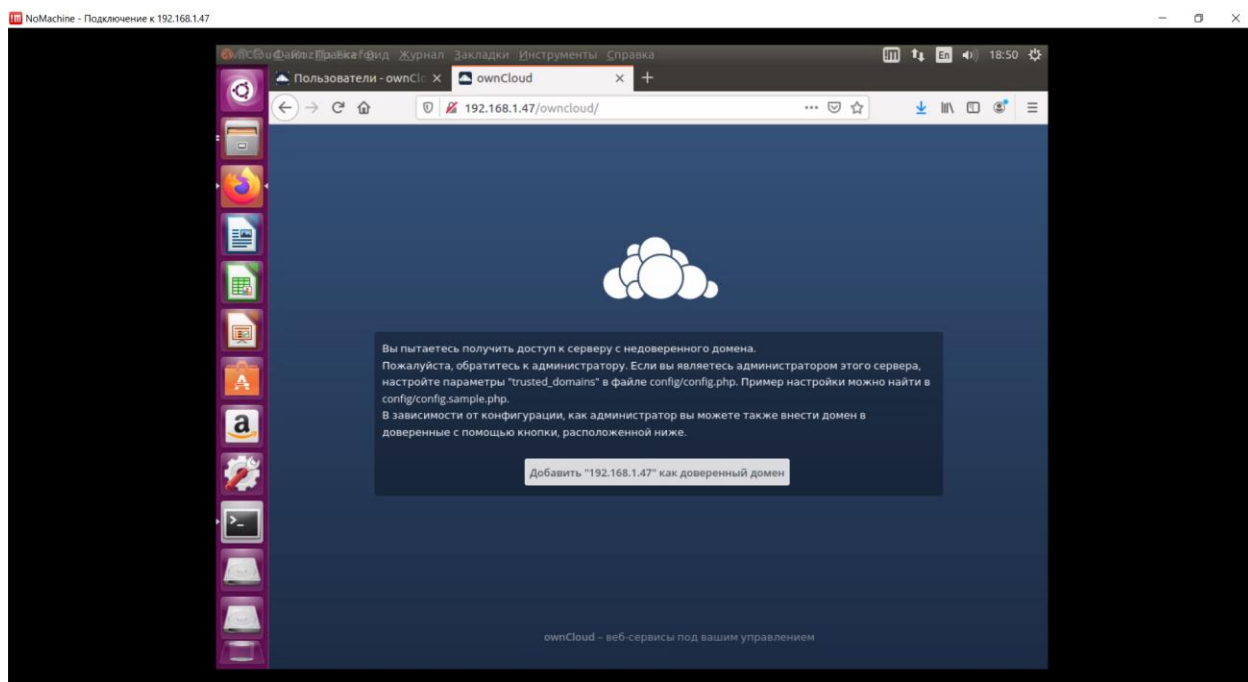 NoMachine - Подключение к 192.168.1.47
Вид Журнал Закладки Инструменты Справка
En 18:50
Пользователи - ownClo
ownCloud
192.168.1.47/owncloud/
Вы пытаетесь получить доступ к серверу с недоверенного домена.
Пожалуйста, обратитесь к администратору. Если вы являетесь администратором этого сервера,
настройте параметры "trusted_domains" в файле config/config.php. Пример настройки можно найти в
config/config.sample.php.
В зависимости от конфигурации, как администратор вы можете также внести домен в
доверенные с помощью кнопки, расположенной ниже.
Добавить "192.168.1.47" как доверенный домен
ownCloud – веб-сервисы под вашим управлением